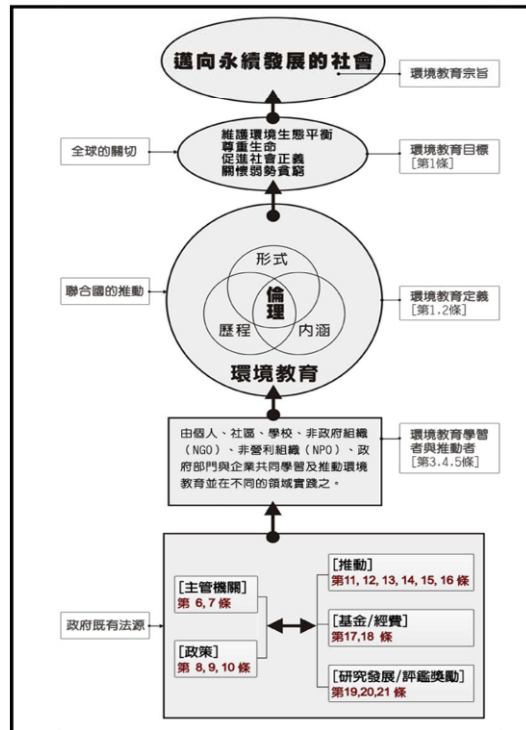 邁向永續發展的社會
環境教育宗旨
全球的關切
維護環境生態平衡
尊重生命
促進社會正義
關懷弱勢貧窮
環境教育目標
[第1條]
聯合國的推動
形式
倫
理
歷程
內涵
環境教育
環境教育定義
[第1.2條]
由個人、社區、學校、非政府組織
(NGO)、非營利組織(NPO)、政
府部門與企業共同學習及推動環境
教育並在不同的領域實踐之。
環境教育學習
者與推動者
[第3.4.5條]
政府既有法源
[主管機關]
第 6, 7 條
[政策]
第 8, 9, 10 條
[推動]
第11, 12, 13, 14, 15, 16 條
[基金/經費]
第17,18 條
[研究發展/評鑑獎勵]
第19,20,21 條